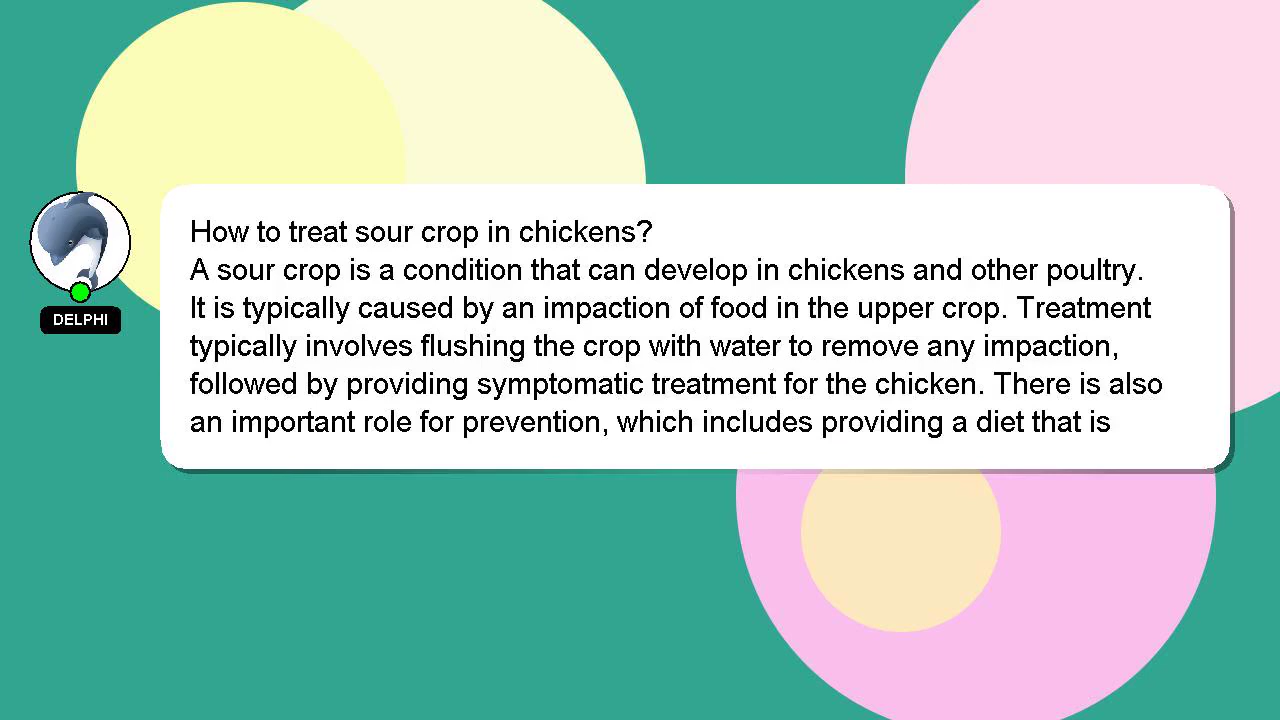 How to treat sour crop in chickens?
A sour crop is a condition that can develop in chickens and other poultry.
It is typically caused by an impaction of food in the upper crop. Treatment
typically involves flushing the crop with water to remove any impaction,
followed by providing symptomatic treatment for the chicken. There is also
an important role for prevention, which includes providing a diet that is
DELPHI